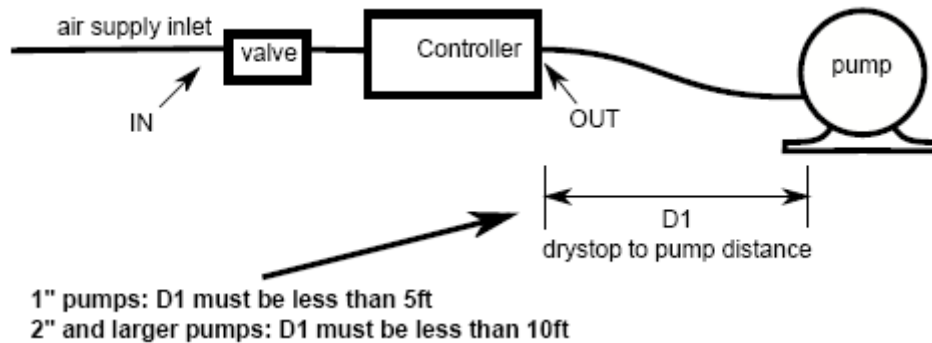 air supply inlet
valve
Controller
pump
IN
OUT
D1
drystop to pump distance
1" pumps: D1 must be less than 5ft
2" and larger pumps: D1 must be less than 10ft